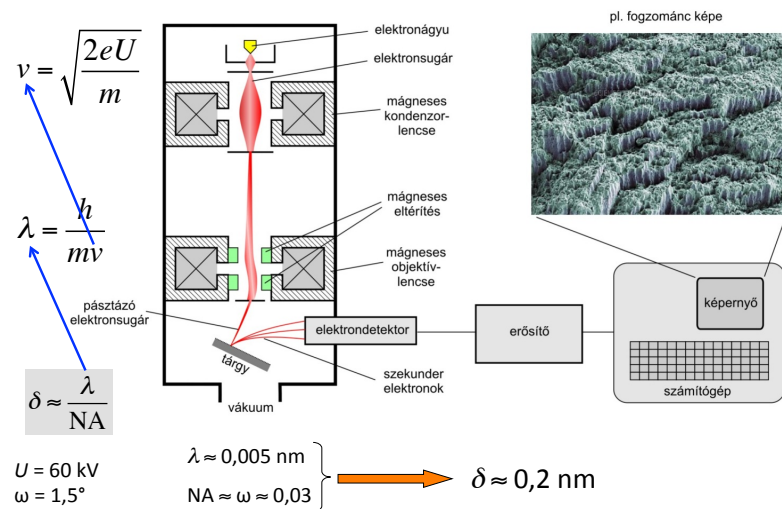 pl. fogzománc képe
elektronágyu
elektronsugár
mágneses
kondenzor-
lencse
mágneses
eltérítés
mágneses
objektív-
lencse
pásztázó
elektronsugár
tárgy
szekunder
elektronok
vákuum
elektrondetektor
erősítő
képernyő
számítógép
v = √(2eU/m)
λ = h/mv
δ ≈ λ/NA
U = 60 kV
ω = 1,5°
λ ≈ 0,005 nm
NA ≈ ω ≈ 0,03
δ ≈ 0,2 nm